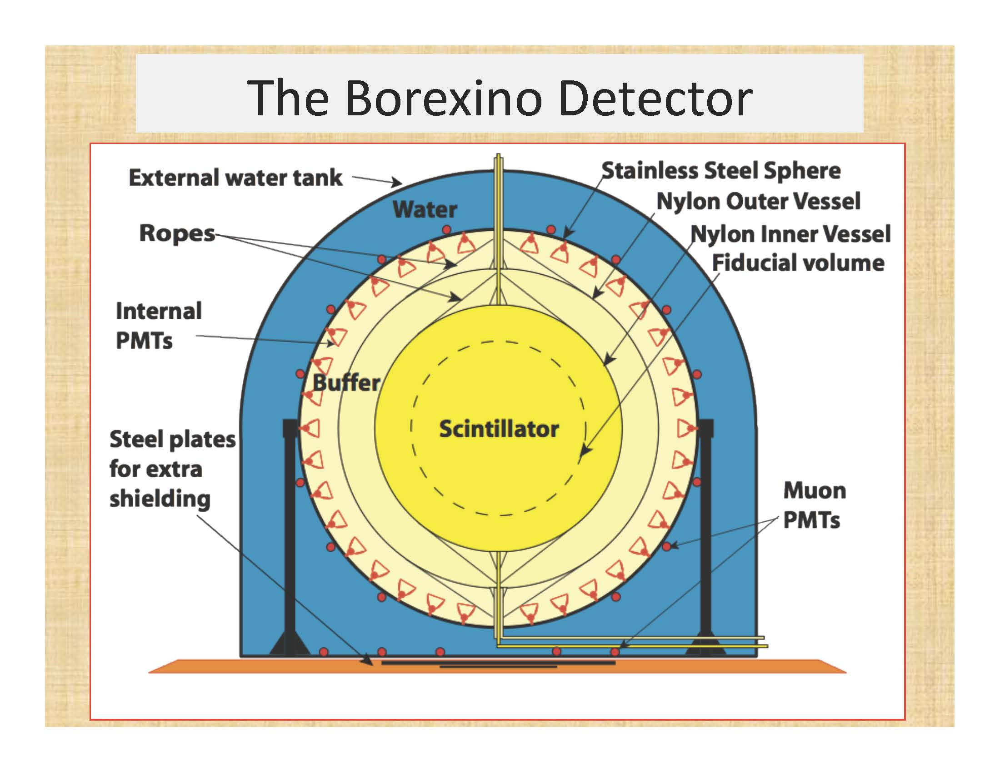 The Borexino Detector
External water tank
Water
Ropes
Stainless Steel Sphere
Nylon Outer Vessel
Nylon Inner Vessel
Fiducial volume
Internal
PMTs
Buffer
Scintillator
Steel plates
for extra
shielding
Muon
PMTs